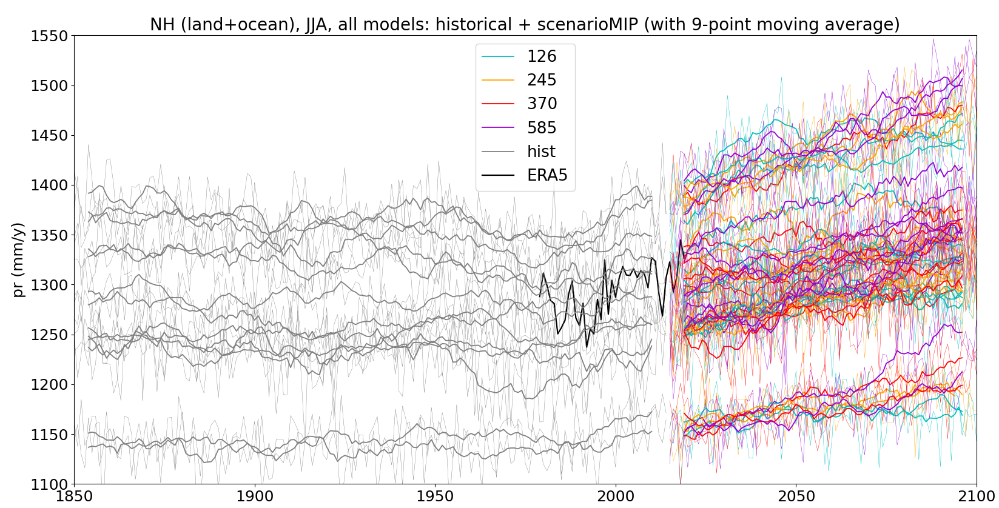 NH (land+ocean), JJA, all models: historical + scenarioMIP (with 9-point moving average)
1550
1500
1450
1400
1350
1300
1250
1200
1150
1100
pr (mm/y)
126
245
370
585
hist
ERA5
1850 1900 1950 2000 2050 2100